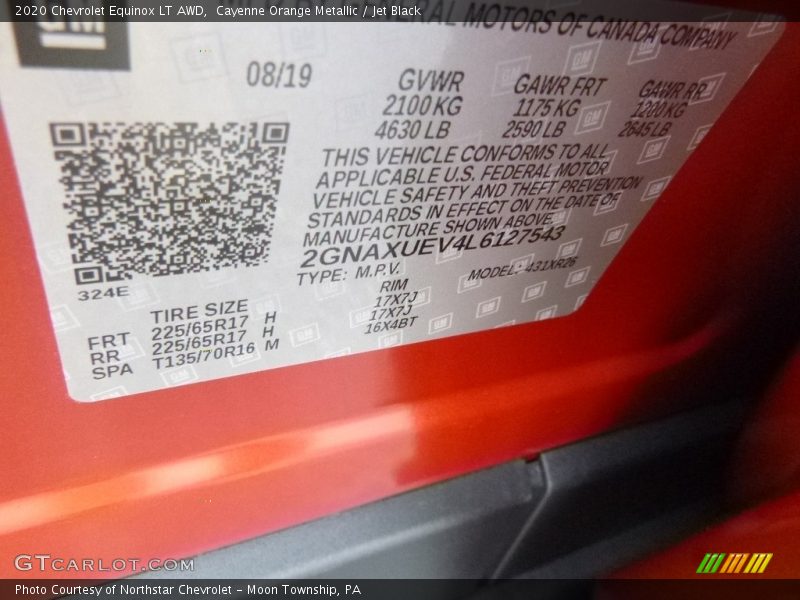 2020 Chevrolet Equinox LT AWD,  Cayenne Orange Metallic / Jet Black
GENERAL MOTORS OF CANADA COMPANY
GM
08/19 GVWR GAWR FRT GAWR RR
2100 KG 1175 KG 1200 KG
4630 LB 2590 LB 2645 LB
THIS VEHICLE CONFORMS TO ALL
APPLICABLE U.S. FEDERAL MOTOR
VEHICLE SAFETY AND THEFT PREVENTION
STANDARDS IN EFFECT ON THE DATE OF
MANUFACTURE SHOWN ABOVE.
2GNAXUEV4L6127543
TYPE: M.P.V. MODEL: 431XR26
324E
TIRE SIZE RIM
FRT 225/65R17 H 17X7J
RR 225/65R17 H 17X7J
SPA T135/70R16 M 16X4BT
GTCARLOT.COM
Photo Courtesy of Northstar Chevrolet - Moon Township, PA